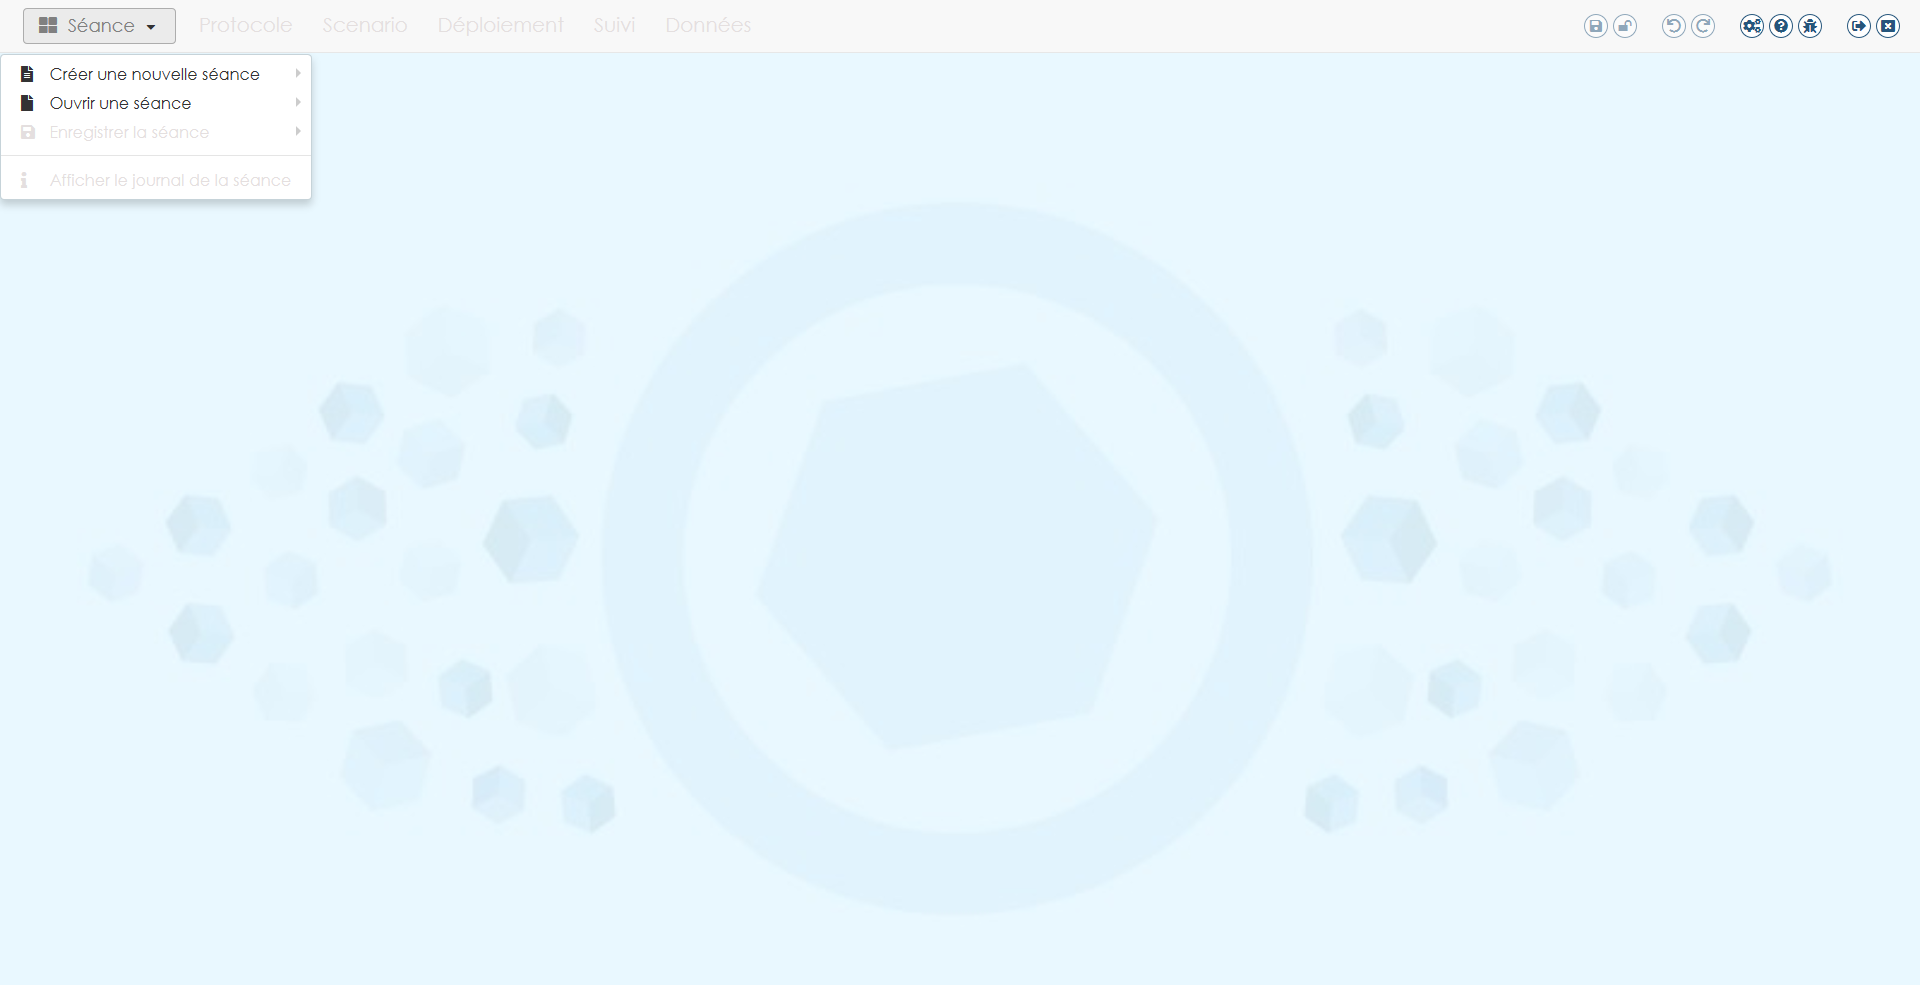 Séance Protocole Scenario Déploiement Suivi Données
Créer une nouvelle séance
Ouvrir une séance
Enregistrer la séance
Afficher le journal de la séance